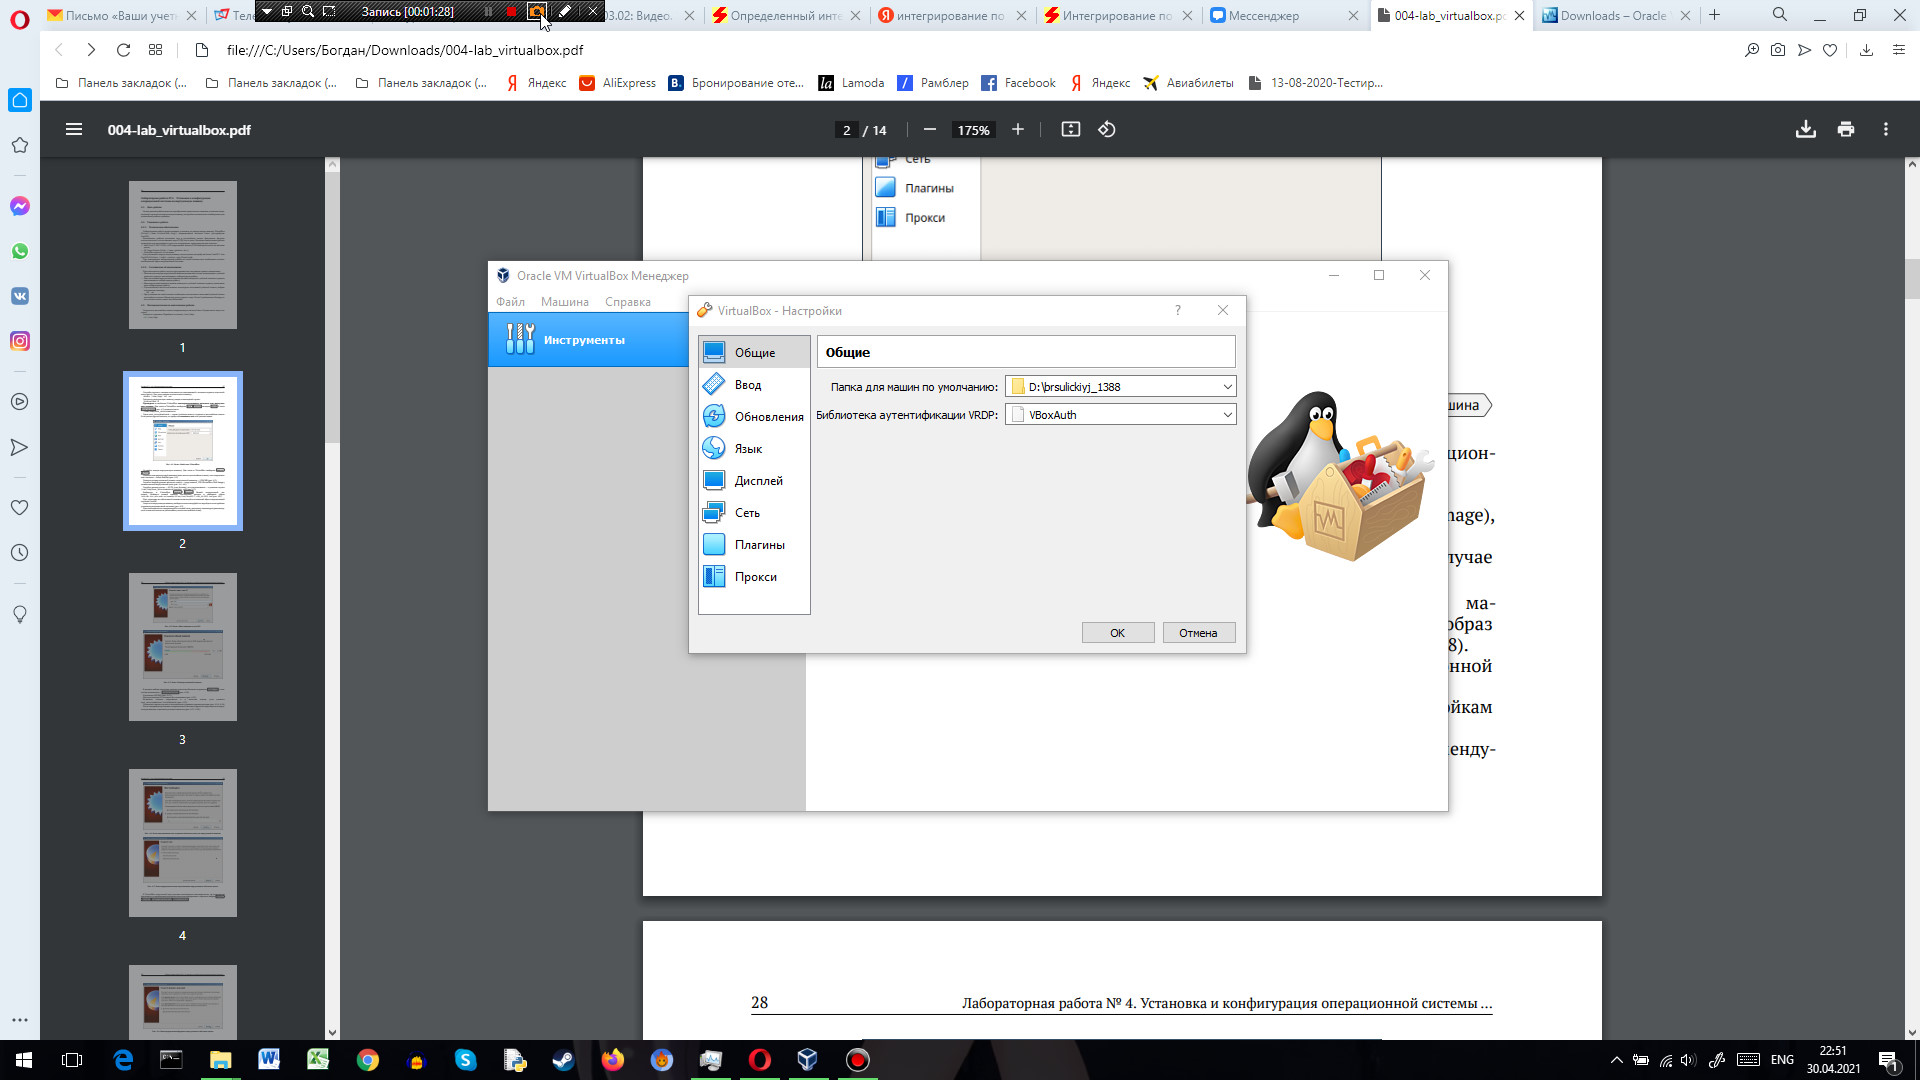 Письмо «Ваши учет
Теле
Запись [00:01:28]
03.02: Видео.
Определенный инте
интегрирование по
Интегрирование по
Мессенджер
004-lab_virtualbox.p
Downloads – Oracle
file:///C:/Users/Богдан/Downloads/004-lab_virtualbox.pdf
Панель закладок (...
Панель закладок (...
Панель закладок (...
Яндекс
AliExpress
Бронирование оте...
Lamoda
Рамблер
Facebook
Яндекс
Авиабилеты
13-08-2020-Тестир...
004-lab_virtualbox.pdf
2 / 14
175%
1
2
3
4
Сеть
Плагины
Прокси
Oracle VM VirtualBox Менеджер
Файл Машина Справка
Инструменты
VirtualBox - Настройки
?
Общие
Ввод
Обновления
Язык
Дисплей
Сеть
Плагины
Прокси
Общие
Папка для машин по умолчанию: D:\brsulickiyj_1388
Библиотека аутентификации VRDP: VBoxAuth
OK
Отмена
шина
цион-
nage),
лучае
ма-
образ
8).
нной
ойкам
енду-
28 Лабораторная работа № 4. Установка и конфигурация операционной системы ...
ENG
22:51
30.04.2021
1